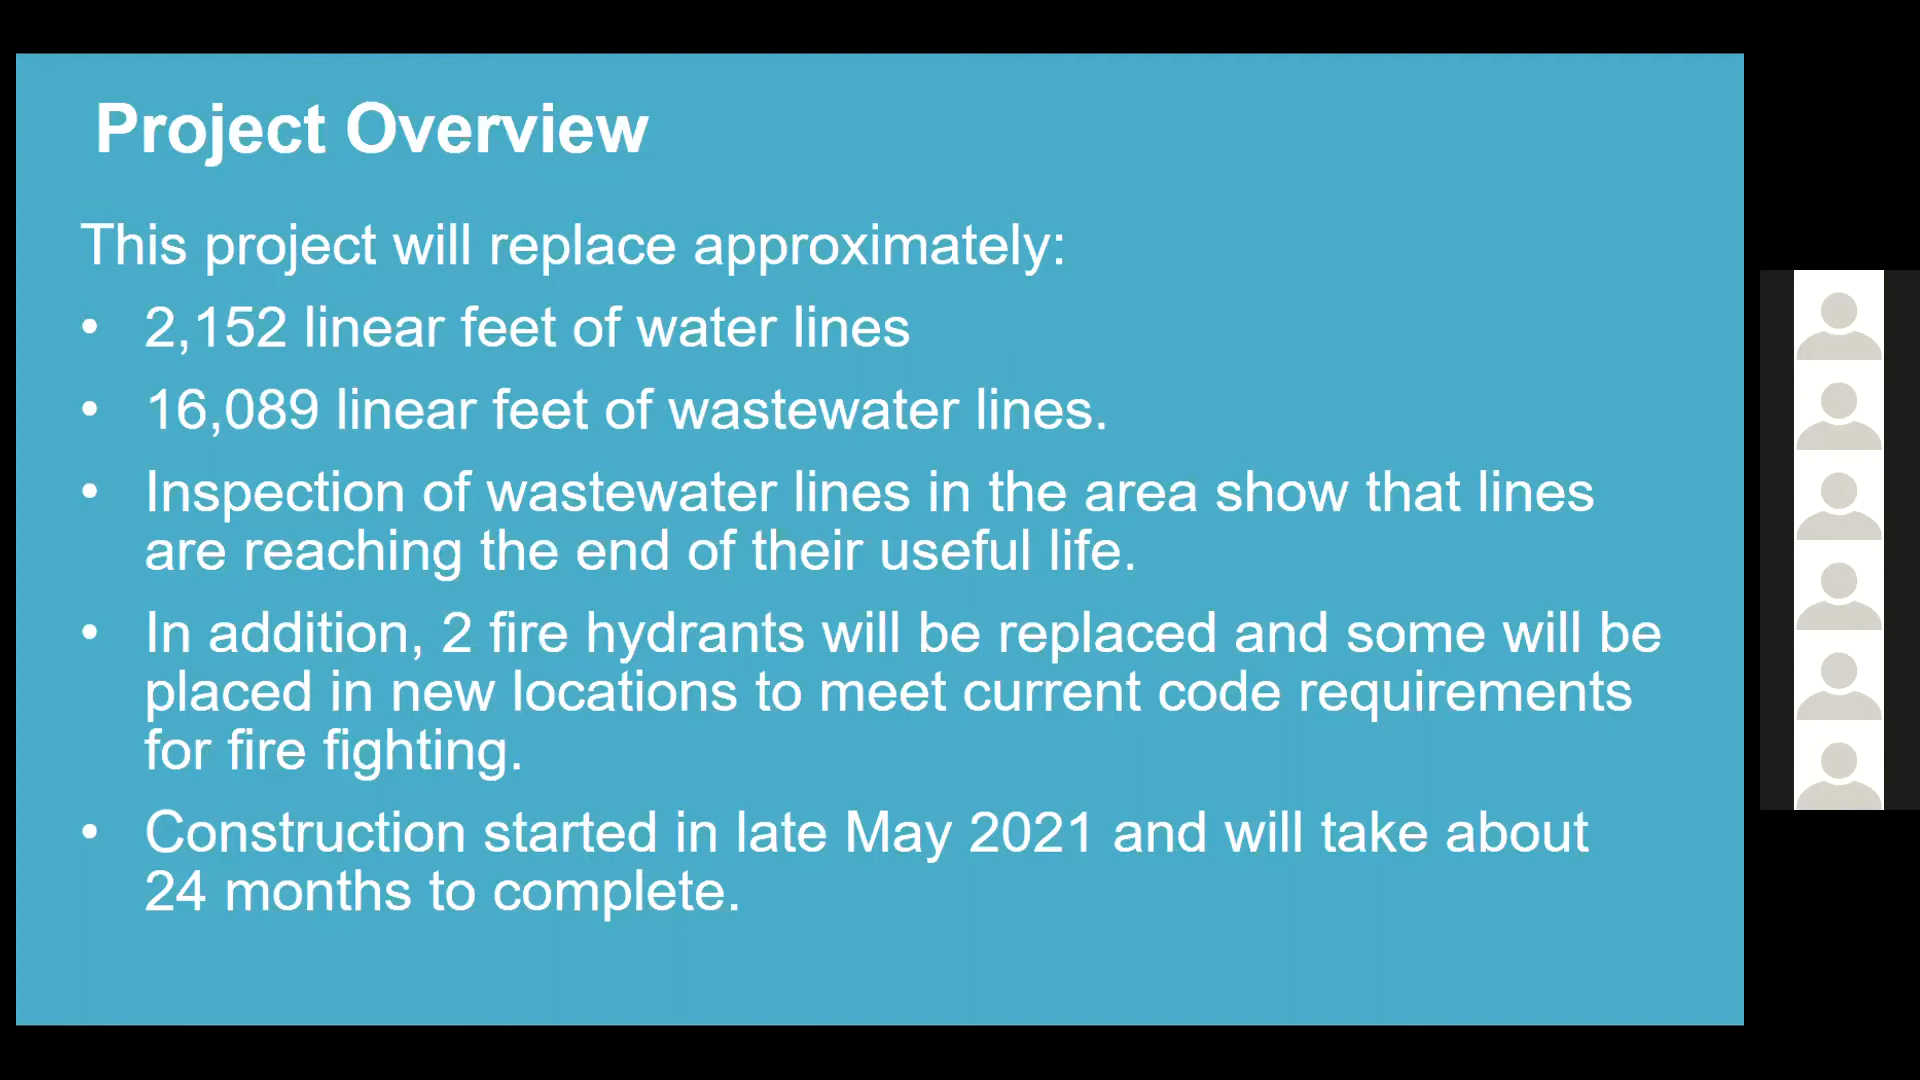 Project Overview
This project will replace approximately:
• 2,152 linear feet of water lines
• 16,089 linear feet of wastewater lines.
• Inspection of wastewater lines in the area show that lines
are reaching the end of their useful life.
• In addition, 2 fire hydrants will be replaced and some will be
placed in new locations to meet current code requirements
for fire fighting.
• Construction started in late May 2021 and will take about
24 months to complete.